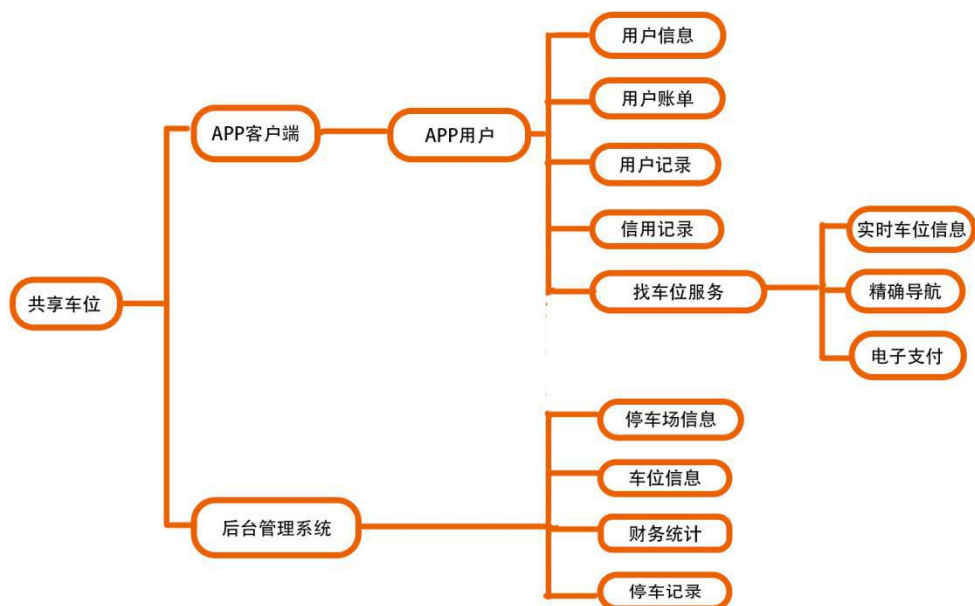 用户信息
用户账单
APP客户端
APP用户
用户记录
信用记录
实时车位信息
共享车位
找车位服务
精确导航
电子支付
停车场信息
车位信息
后台管理系统
财务统计
停车记录